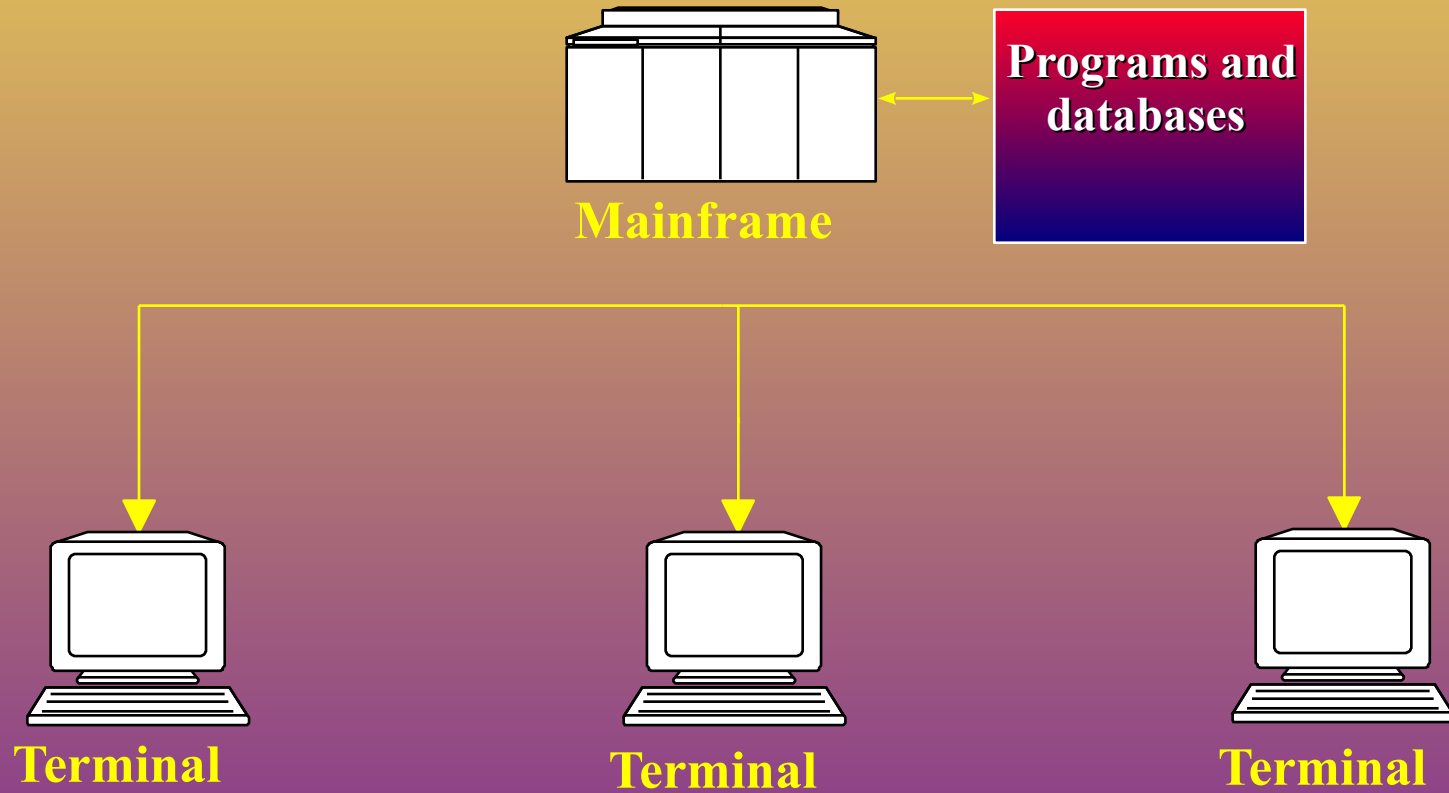 Programs and
databases
Mainframe
Terminal
Terminal
Terminal